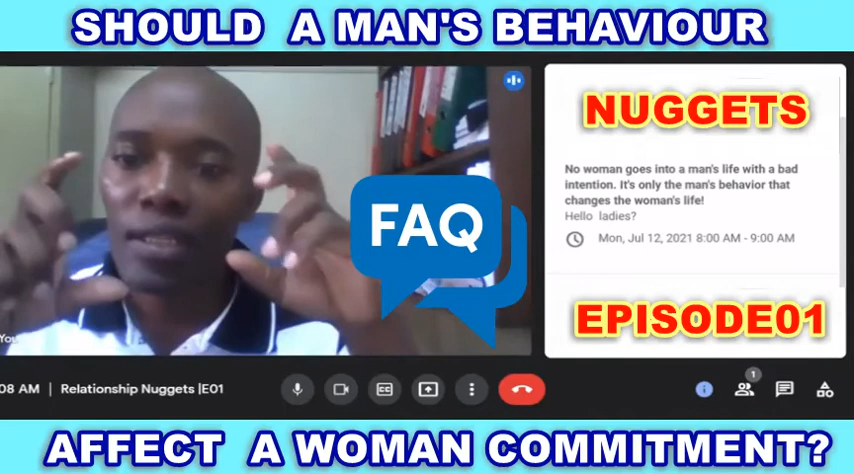 SHOULD A MAN'S BEHAVIOUR
NUGGETS
No woman goes into a man's life with a bad
intention. It's only the man's behavior that
changes the woman's life!
Hello ladies?
Mon, Jul 12, 2021 8:00 AM - 9:00 AM
FAQ
EPISODE01
You
08 AM | Relationship Nuggets |E01
CC
1
AFFECT A WOMAN COMMITMENT?